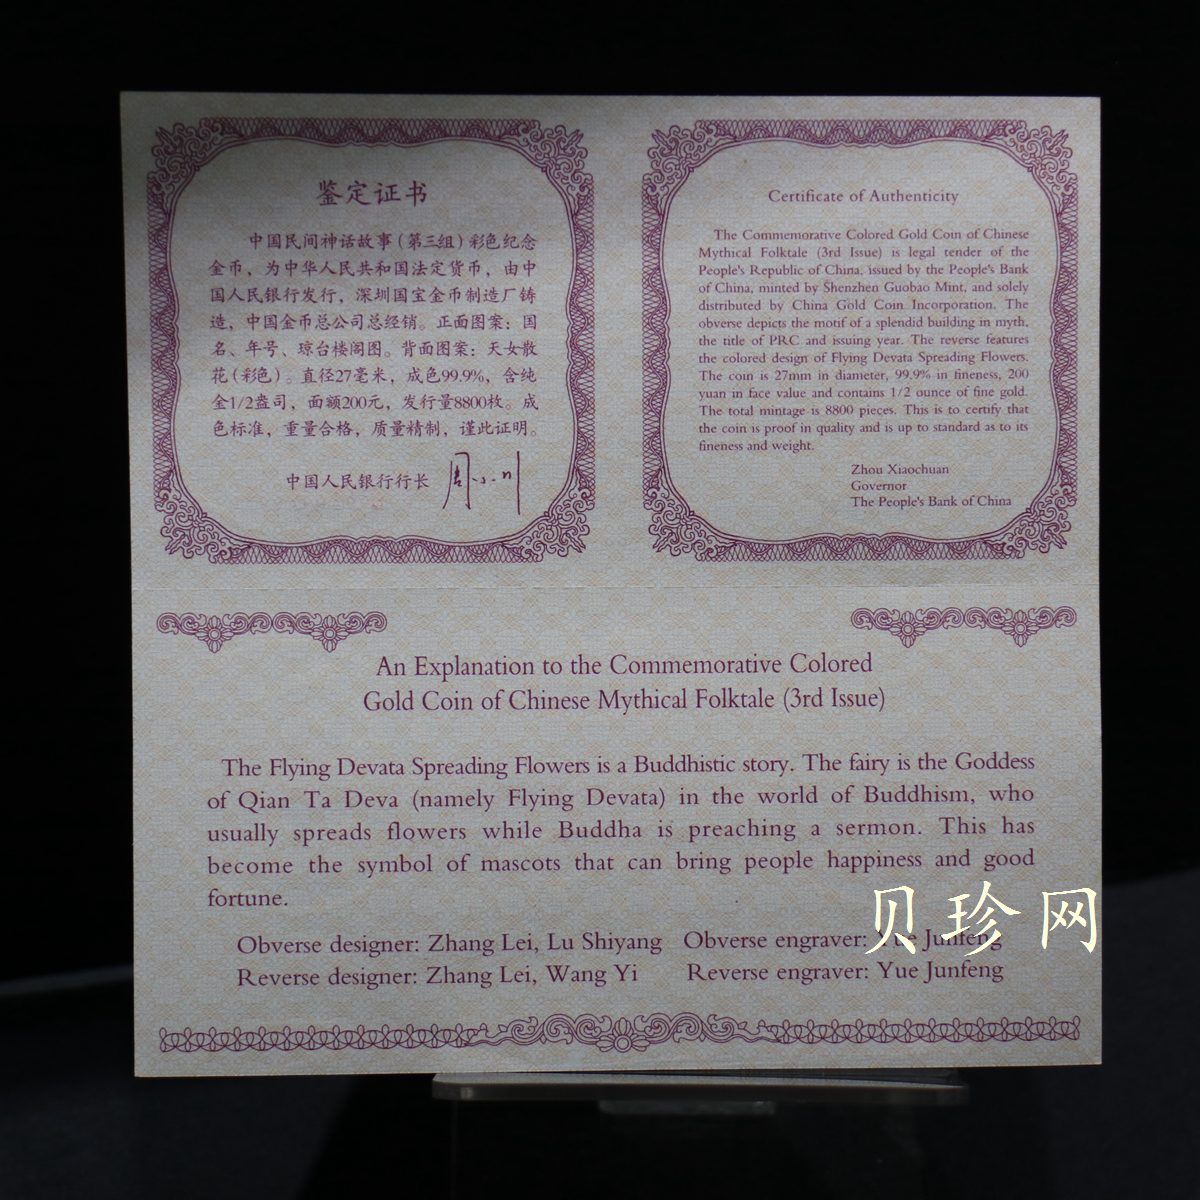 鉴定证书
中国民间神话故事（第三组）彩色纪念
金币，为中华人民共和国法定货币，由中
国人民银行发行，深圳国宝金币制造厂铸
造，中国金币总公司总经销。正面图案：国
名、年号、琼台楼阁图。背面图案：天女散
花（彩色）。直径27毫米，成色99.9%，含纯
金1/2盎司，面额200元，发行量8800枚。成
色标准，重量合格，质量精制，谨此证明。
中国人民银行行长 周小川
Certificate of Authenticity
The Commemorative Colored Gold Coin of Chinese
Mythical Folktale (3rd Issue) is legal tender of the
People's Republic of China, issued by the People's Bank
of China, minted by Shenzhen Guobao Mint, and solely
distributed by China Gold Coin Incorporation. The
obverse depicts the motif of a splendid building in myth,
the title of PRC and issuing year. The reverse features
the colored design of Flying Devata Spreading Flowers.
The coin is 27mm in diameter, 99.9% in fineness, 200
yuan in face value and contains 1/2 ounce of fine gold.
The total mintage is 8800 pieces. This is to certify that
the coin is proof in quality and is up to standard as to its
fineness and weight.
Zhou Xiaochuan
Governor
The People's Bank of China
An Explanation to the Commemorative Colored
Gold Coin of Chinese Mythical Folktale (3rd Issue)
The Flying Devata Spreading Flowers is a Buddhistic story. The fairy is the Goddess
of Qian Ta Deva (namely Flying Devata) in the world of Buddhism, who
usually spreads flowers while Buddha is preaching a sermon. This has
become the symbol of mascots that can bring people happiness and good
fortune.
Obverse designer: Zhang Lei, Lu Shiyang Obverse engraver: Yue Junfeng
Reverse designer: Zhang Lei, Wang Yi Reverse engraver: Yue Junfeng
贝珍网